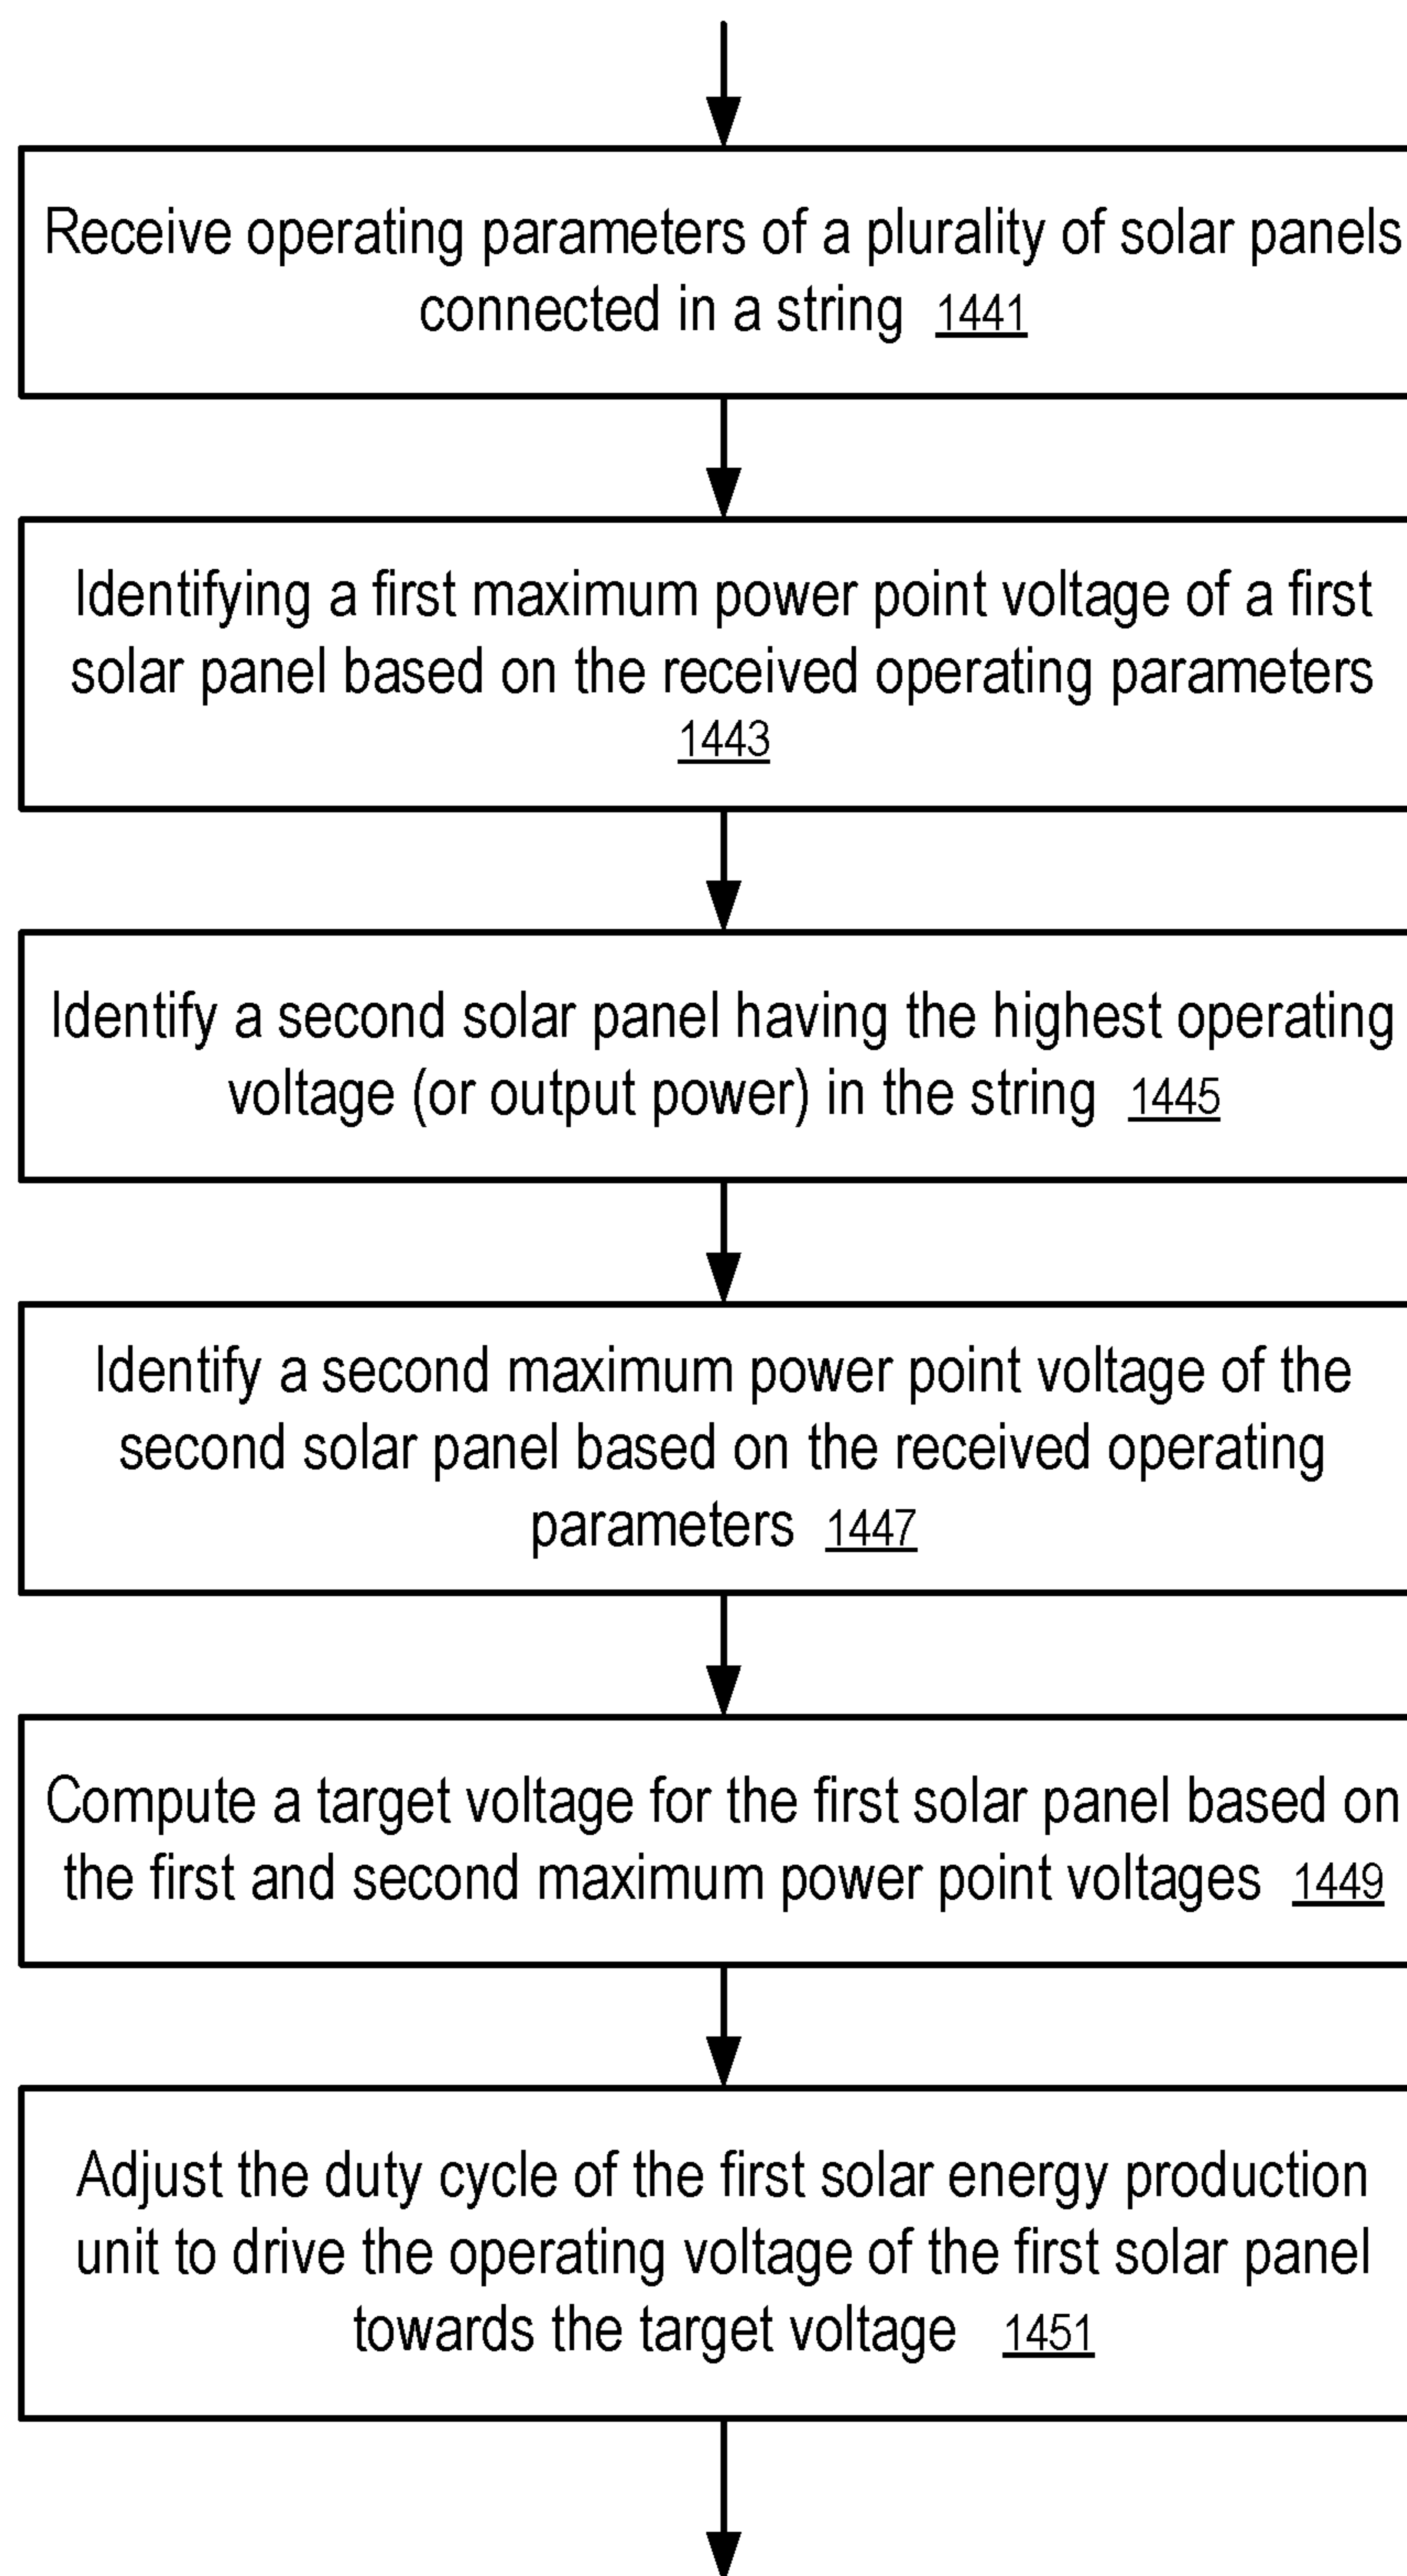 Receive operating parameters of a plurality of solar panels
connected in a string 1441
Identifying a first maximum power point voltage of a first
solar panel based on the received operating parameters
1443
Identify a second solar panel having the highest operating
voltage (or output power) in the string 1445
Identify a second maximum power point voltage of the
second solar panel based on the received operating
parameters 1447
Compute a target voltage for the first solar panel based on
the first and second maximum power point voltages 1449
Adjust the duty cycle of the first solar energy production
unit to drive the operating voltage of the first solar panel
towards the target voltage 1451